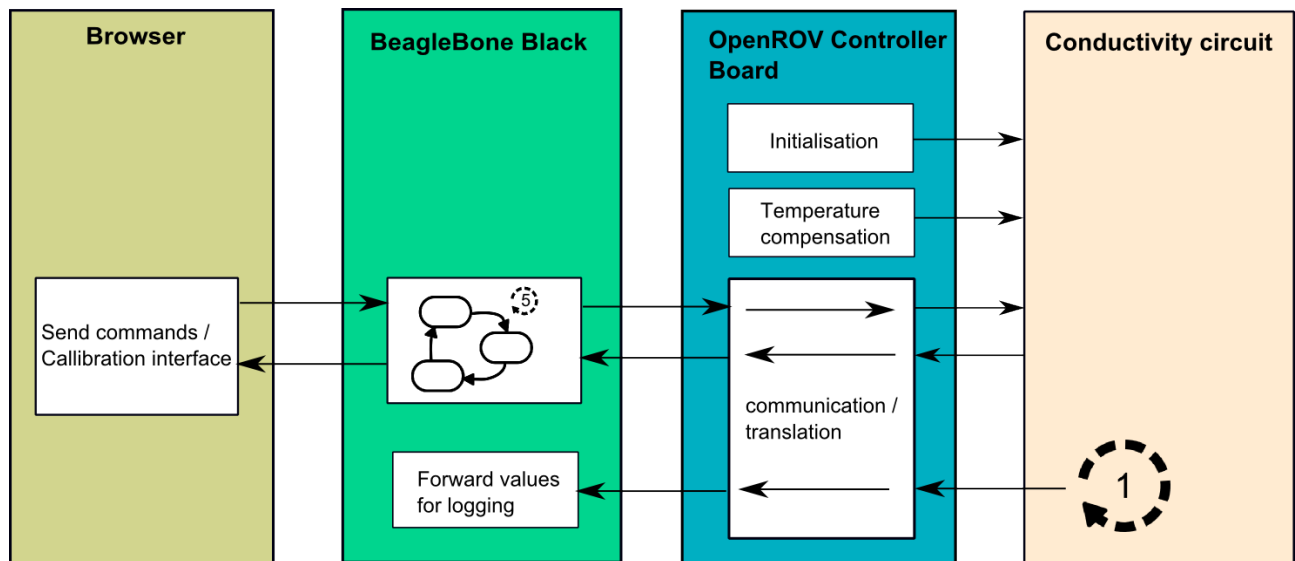 Browser
BeagleBone Black
OpenROV Controller
Board
Conductivity circuit
Initialisation
Temperature
compensation
Send commands /
Callibration interface
5
communication /
translation
Forward values
for logging
1